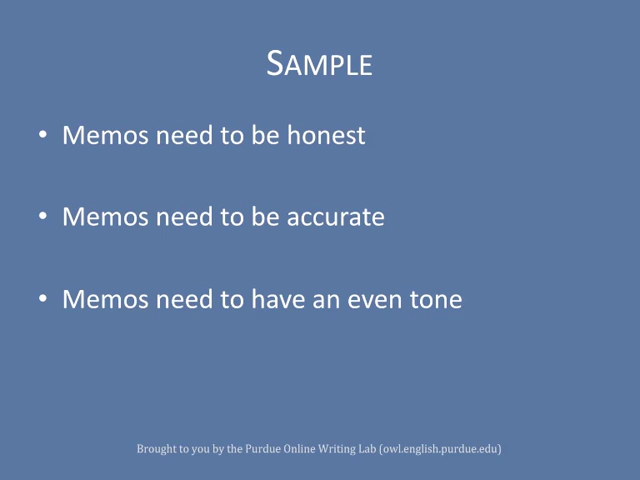 SAMPLE
• Memos need to be honest
• Memos need to be accurate
• Memos need to have an even tone
Brought to you by the Purdue Online Writing Lab (owl.english.purdue.edu)